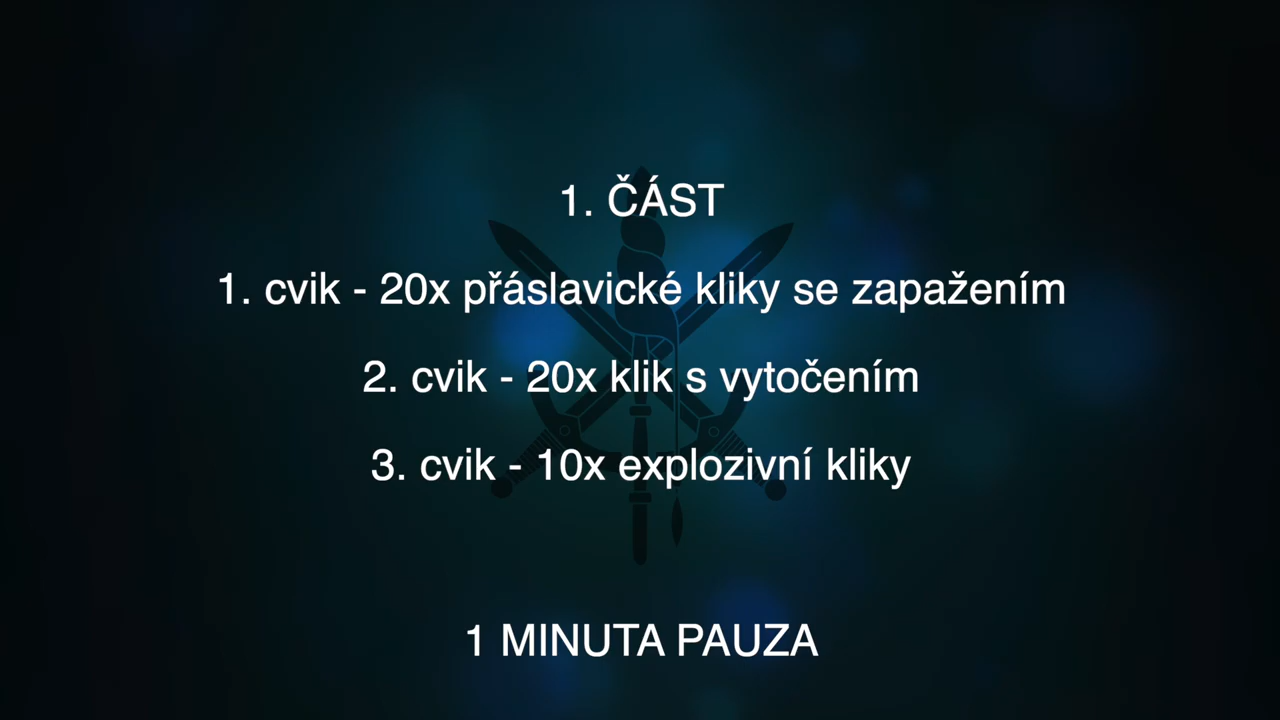 1. ČÁST
1. cvik - 20x přáslavické kliky se zapažením
2. cvik - 20x klik s vytočením
3. cvik - 10x explozivní kliky
1 MINUTA PAUZA